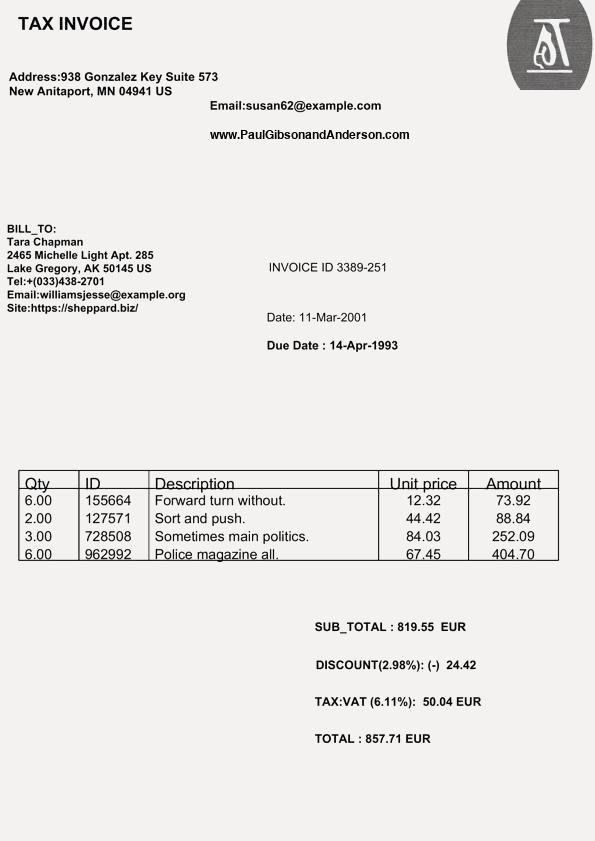 TAX INVOICE
Address:938 Gonzalez Key Suite 573
New Anitaport, MN 04941 US
Email:susan62@example.com
www.PaulGibsonandAnderson.com
BILL_TO:
Tara Chapman
2465 Michelle Light Apt. 285
Lake Gregory, AK 50145 US
Tel:+(033)438-2701
Email:williamsjesse@example.org
Site:https://sheppard.biz/
INVOICE ID 3389-251
Date: 11-Mar-2001
Due Date : 14-Apr-1993
Qty ID Description Unit price Amount
6.00 155664 Forward turn without. 12.32 73.92
2.00 127571 Sort and push. 44.42 88.84
3.00 728508 Sometimes main politics. 84.03 252.09
6.00 962992 Police magazine all. 67.45 404.70
SUB_TOTAL : 819.55 EUR
DISCOUNT(2.98%): (-) 24.42
TAX:VAT (6.11%): 50.04 EUR
TOTAL : 857.71 EUR